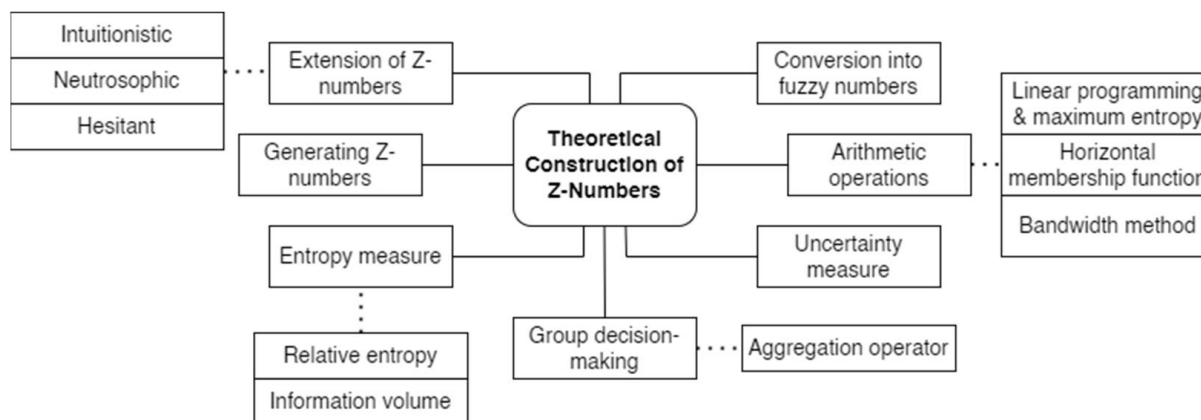 Intuitionistic
Neutrosophic
Hesitant
Extension of Z-
numbers
Generating Z-
numbers
Entropy measure
Relative entropy
Information volume
Theoretical
Construction of
Z-Numbers
Group decision-
making
Aggregation operator
Conversion into
fuzzy numbers
Arithmetic
operations
Uncertainty
measure
Linear programming
& maximum entropy
Horizontal
membership function
Bandwidth method